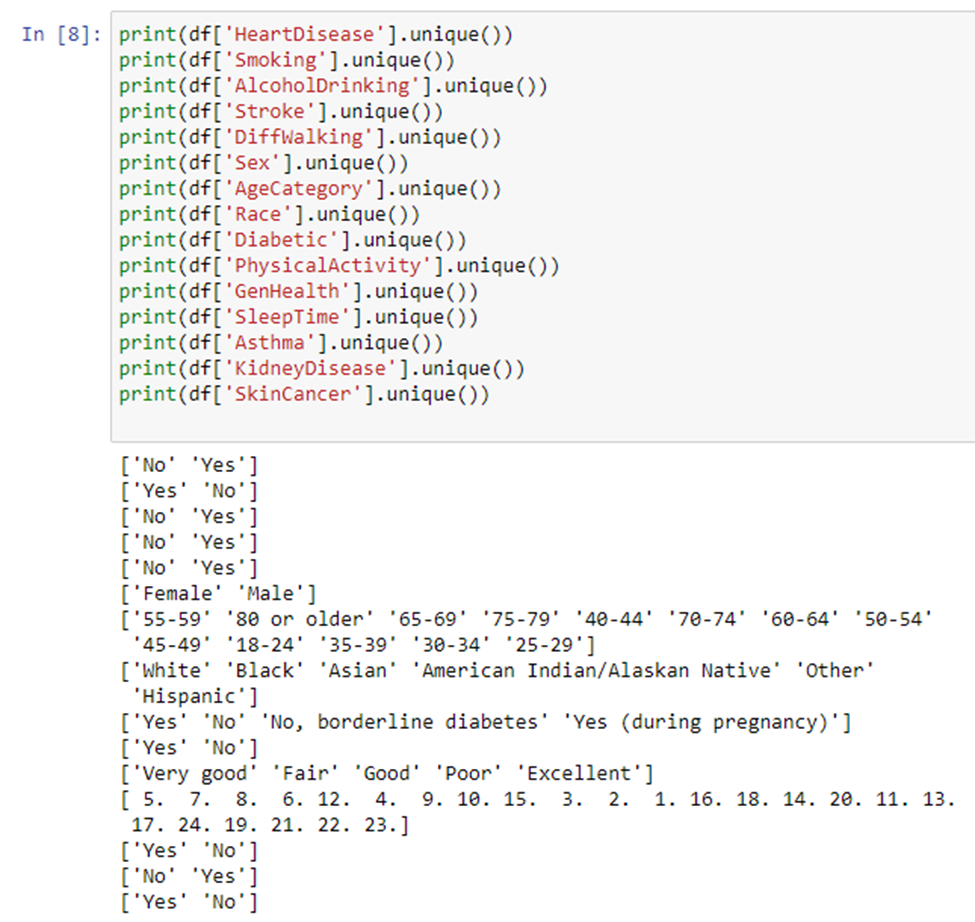 In [8]: print(df['HeartDisease'].unique())
print(df['Smoking'].unique())
print(df['AlcoholDrinking'].unique())
print(df['Stroke'].unique())
print(df['DiffWalking'].unique())
print(df['Sex'].unique())
print(df['AgeCategory'].unique())
print(df['Race'].unique())
print(df['Diabetic'].unique())
print(df['PhysicalActivity'].unique())
print(df['GenHealth'].unique())
print(df['SleepTime'].unique())
print(df['Asthma'].unique())
print(df['KidneyDisease'].unique())
print(df['SkinCancer'].unique())
['No' 'Yes']
['Yes' 'No']
['No' 'Yes']
['No' 'Yes']
['No' 'Yes']
['Female' 'Male']
['55-59' '80 or older' '65-69' '75-79' '40-44' '70-74' '60-64' '50-54'
'45-49' '18-24' '35-39' '30-34' '25-29']
['White' 'Black' 'Asian' 'American Indian/Alaskan Native' 'Other'
'Hispanic']
['Yes' 'No' 'No, borderline diabetes' 'Yes (during pregnancy)']
['Yes' 'No']
['Very good' 'Fair' 'Good' 'Poor' 'Excellent']
[ 5. 7. 8. 6. 12. 4. 9. 10. 15. 3. 2. 1. 16. 18. 14. 20. 11. 13.
17. 24. 19. 21. 22. 23.]
['Yes' 'No']
['No' 'Yes']
['Yes' 'No']